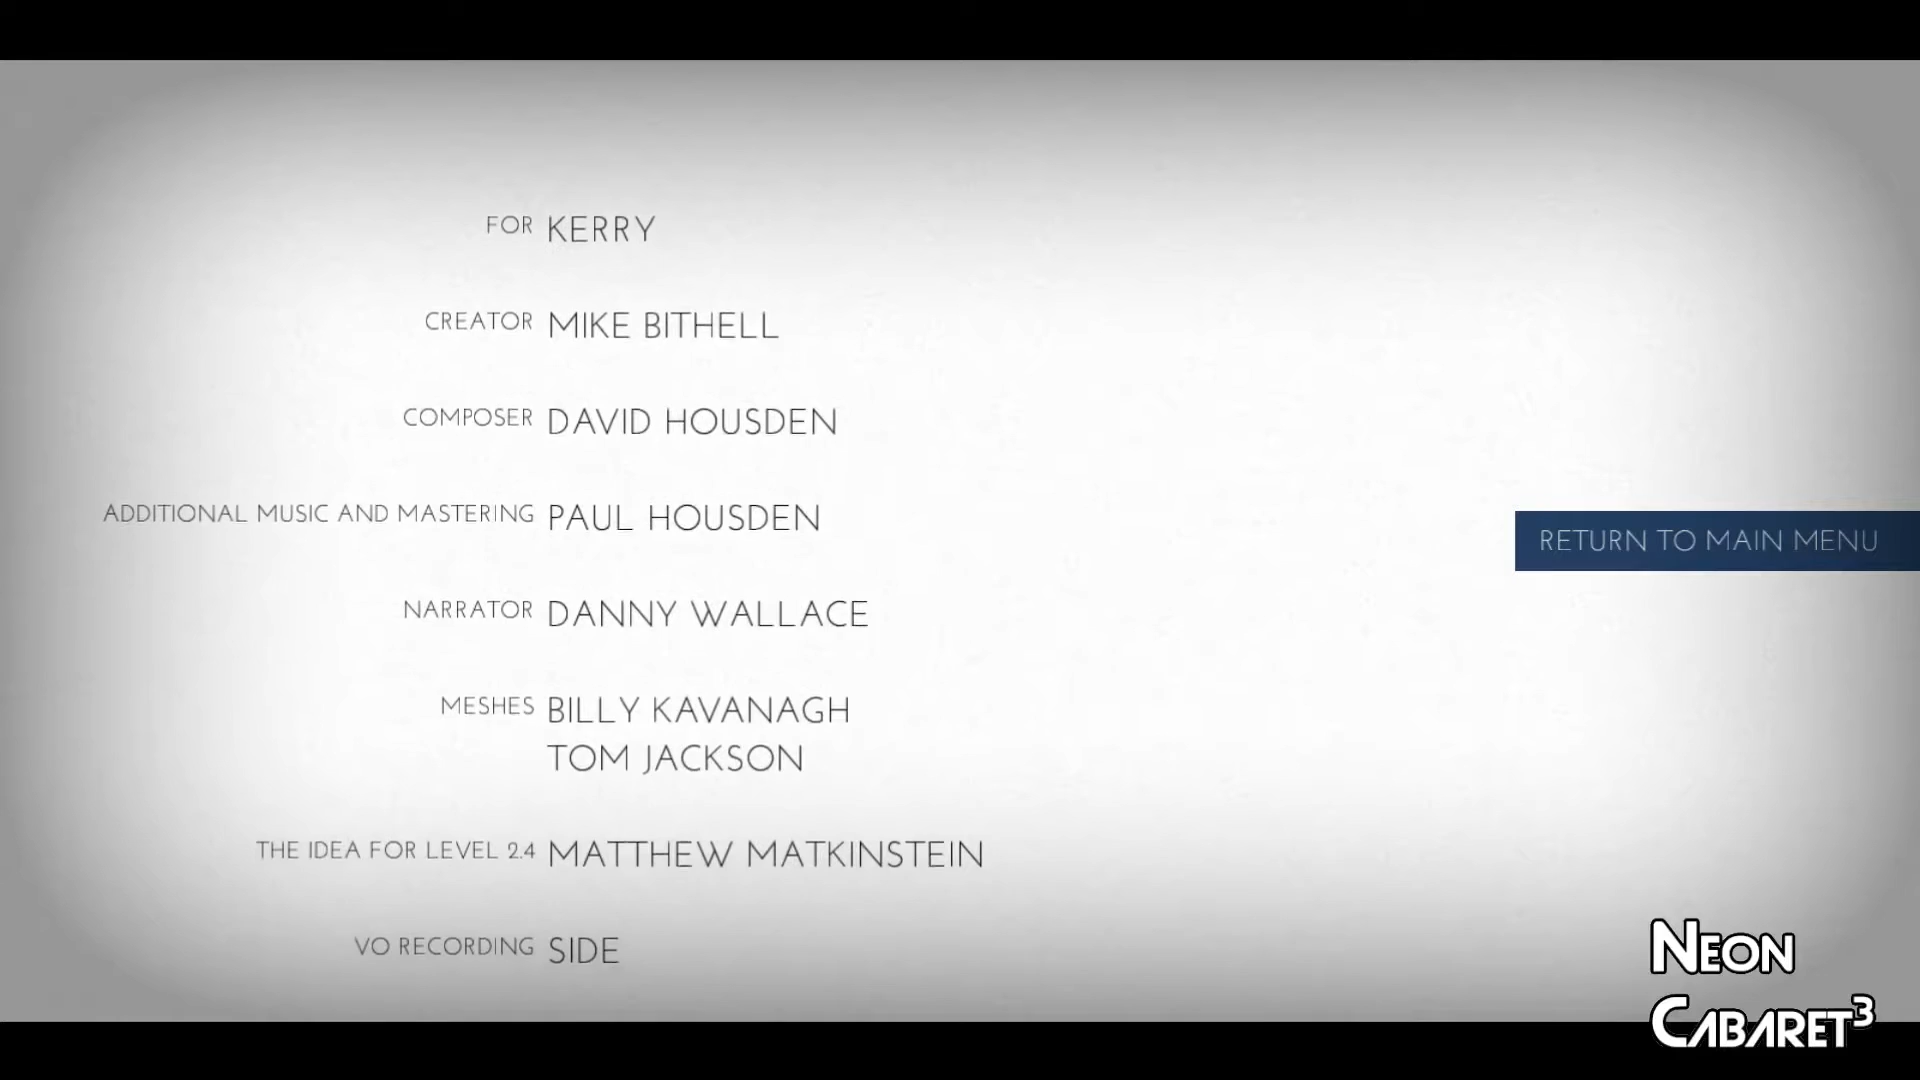 FOR KERRY
CREATOR MIKE BITHELL
COMPOSER DAVID HOUSDEN
ADDITIONAL MUSIC AND MASTERING PAUL HOUSDEN
RETURN TO MAIN MENU
NARRATOR DANNY WALLACE
MESHES BILLY KAVANAGH
TOM JACKSON
THE IDEA FOR LEVEL 2.4 MATTHEW MATKINSTEIN
VO RECORDING SIDE
NEON
CABARET³